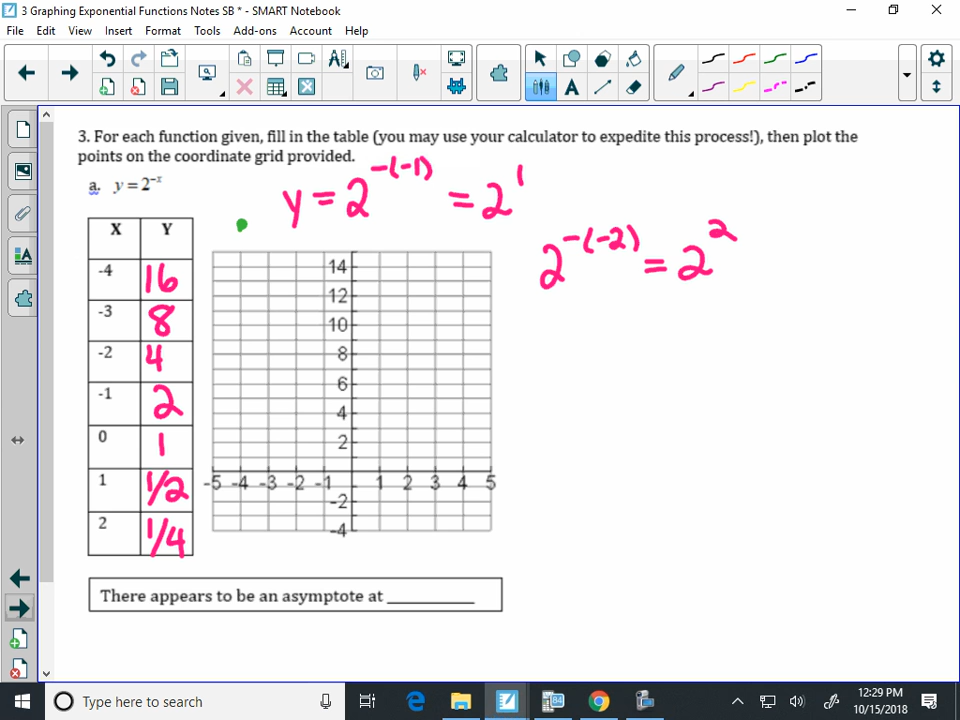 3 Graphing Exponential Functions Notes SB * - SMART Notebook
File Edit View Insert Format Tools Add-ons Account Help
3. For each function given, fill in the table (you may use your calculator to expedite this process!), then plot the
points on the coordinate grid provided.
a. y = 2^{-x}
y = 2^{-(-1)} = 2^1
2^{-(-2)} = 2^2
X Y
-4 16
-3 8
-2 4
-1 2
0 1
1 1/2
2 1/4
14
12
10
8
6
4
2
-5 -4 -3 -2 -1 1 2 3 4 5
-2
-4
There appears to be an asymptote at __________
Type here to search
12:29 PM
10/15/2018